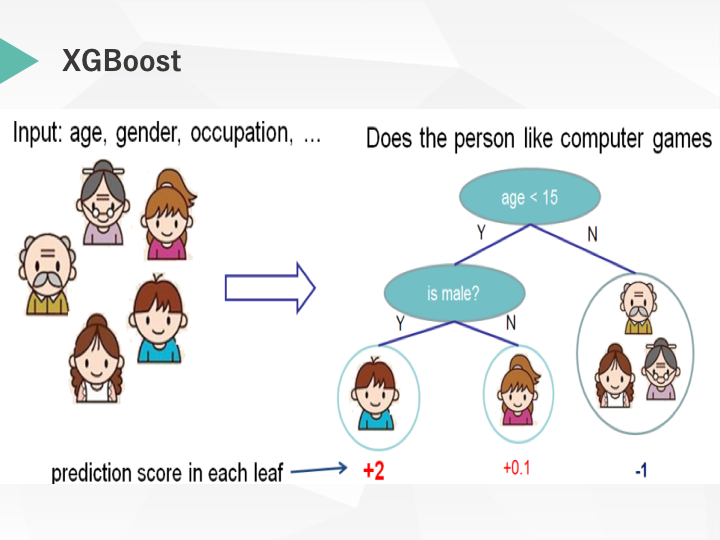 XGBoost
Input: age, gender, occupation, ...
Does the person like computer games
age < 15
Y
N
is male?
Y
N
prediction score in each leaf
+2
+0.1
-1